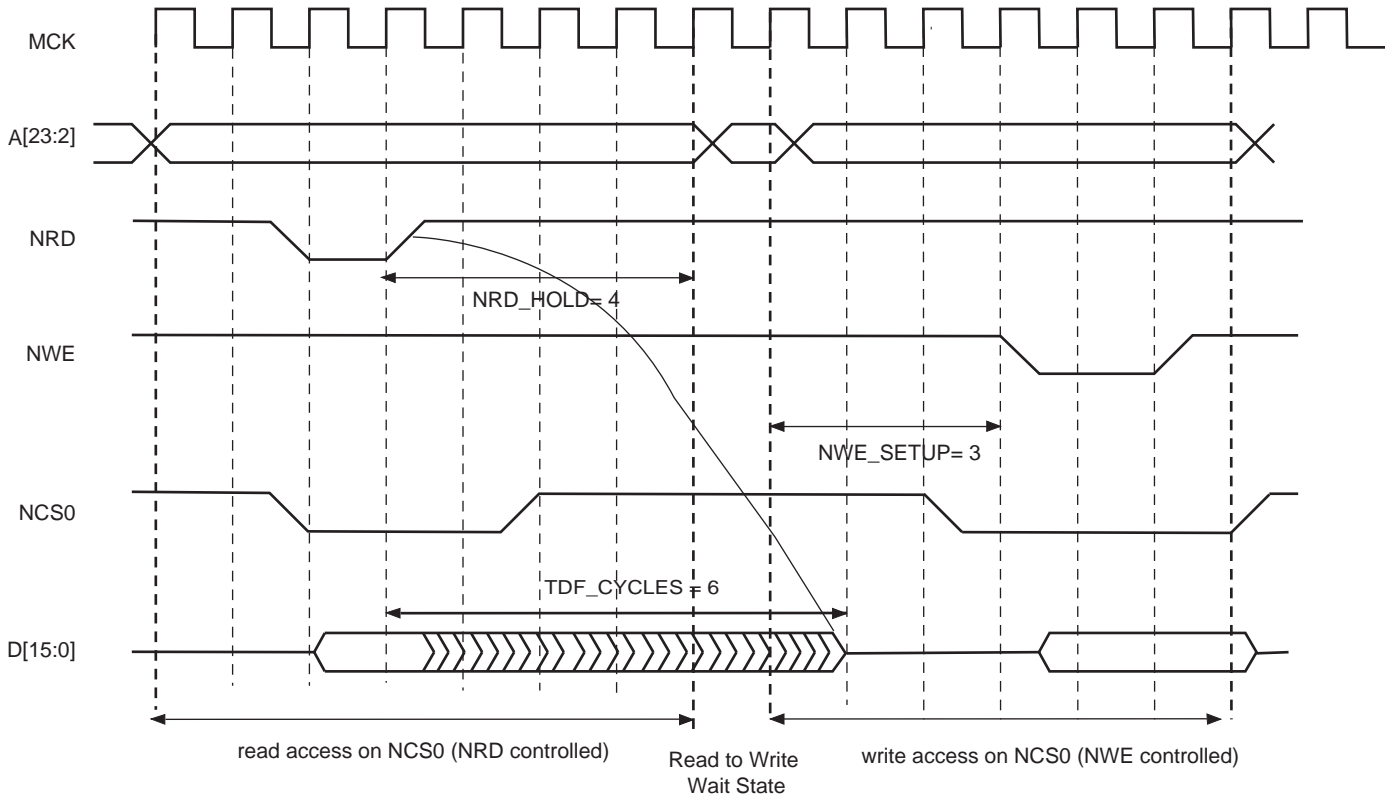 MCK
A[23:2]
NRD
NRD_HOLD= 4
NWE
NWE_SETUP= 3
NCS0
TDF_CYCLES = 6
D[15:0]
read access on NCS0 (NRD controlled)
Read to Write
Wait State
write access on NCS0 (NWE controlled)